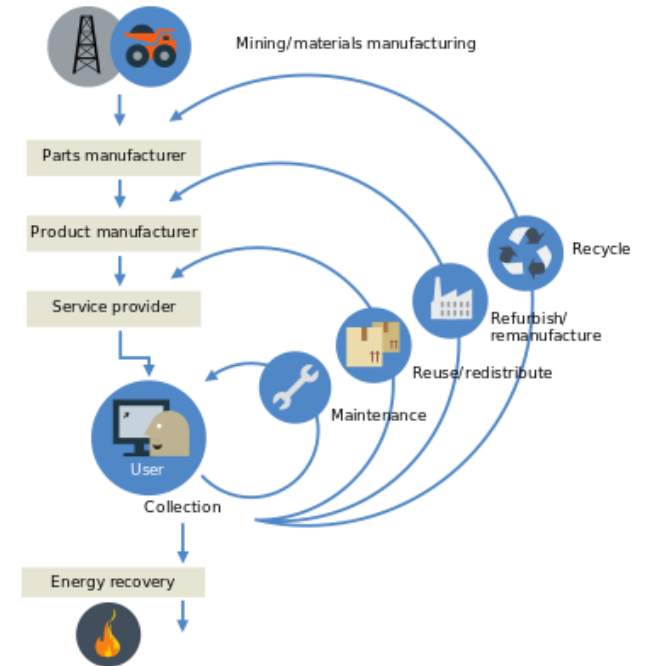 Mining/materials manufacturing
Parts manufacturer
Product manufacturer
Recycle
Service provider
Refurbish/
remanufacture
Reuse/redistribute
Maintenance
User
Collection
Energy recovery